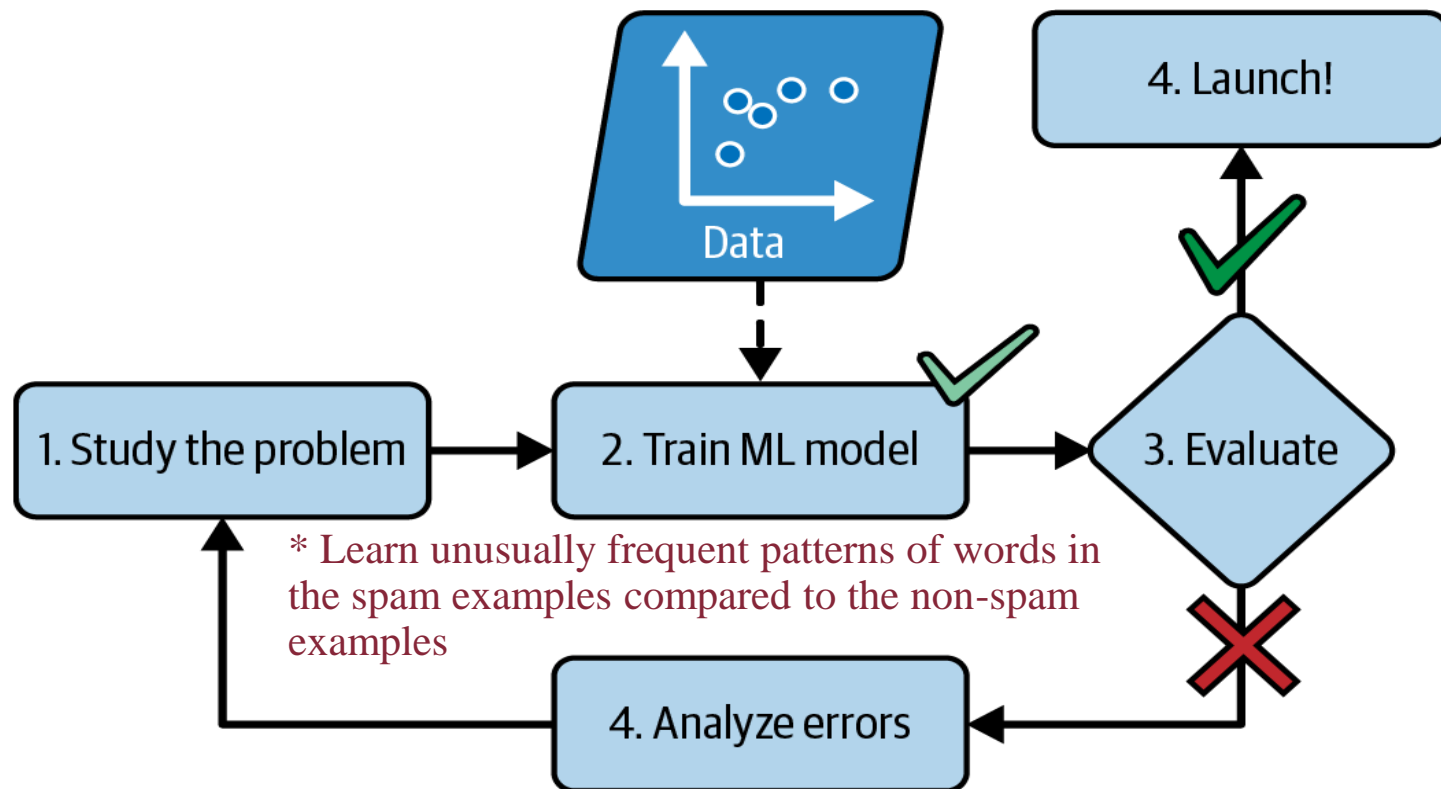 4. Launch!
Data
1. Study the problem
2. Train ML model
3. Evaluate
* Learn unusually frequent patterns of words in
the spam examples compared to the non-spam
examples
4. Analyze errors